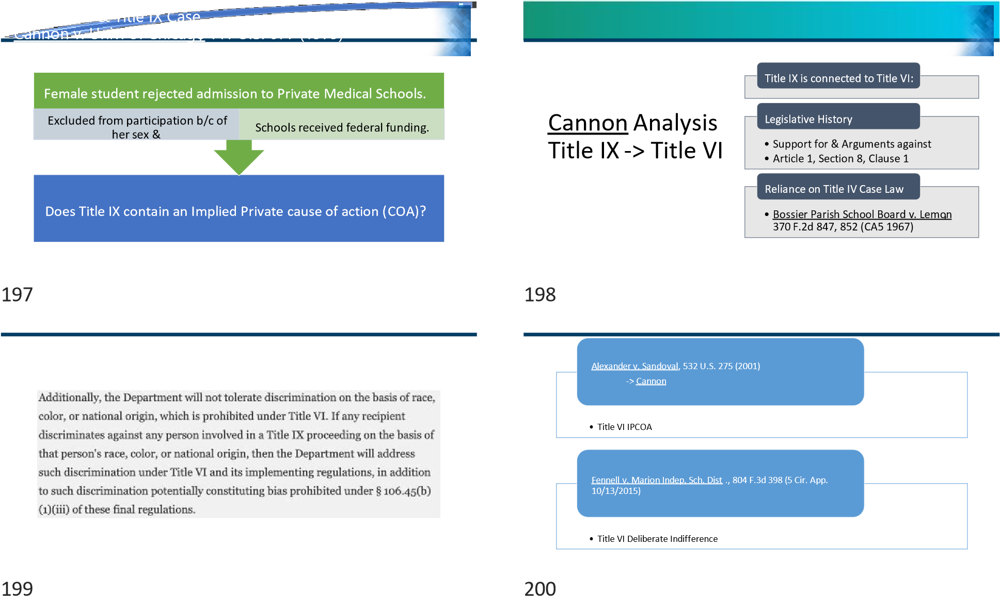 Title IX Case
Cannon v. Univ. of Chicago, 441 U.S. 677 (1979)
Female student rejected admission to Private Medical Schools.
Excluded from participation b/c of
her sex &
Schools received federal funding.
Does Title IX contain an Implied Private cause of action (COA)?
197
Cannon Analysis
Title IX -> Title VI
Title IX is connected to Title VI:
Legislative History
• Support for & Arguments against
• Article 1, Section 8, Clause 1
Reliance on Title IV Case Law
• Bossier Parish School Board v. Lemon,
370 F.2d 847, 852 (CA5 1967)
198
Additionally, the Department will not tolerate discrimination on the basis of race,
color, or national origin, which is prohibited under Title VI. If any recipient
discriminates against any person involved in a Title IX proceeding on the basis of
that person's race, color, or national origin, then the Department will address
such discrimination under Title VI and its implementing regulations, in addition
to such discrimination potentially constituting bias prohibited under § 106.45(b)
(1)(iii) of these final regulations.
199
Alexander v. Sandoval, 532 U.S. 275 (2001)
-> Cannon
• Title VI IPCOA
Fennell v. Marion Indep. Sch. Dist ., 804 F.3d 398 (5 Cir. App.
10/13/2015)
• Title VI Deliberate Indifference
200